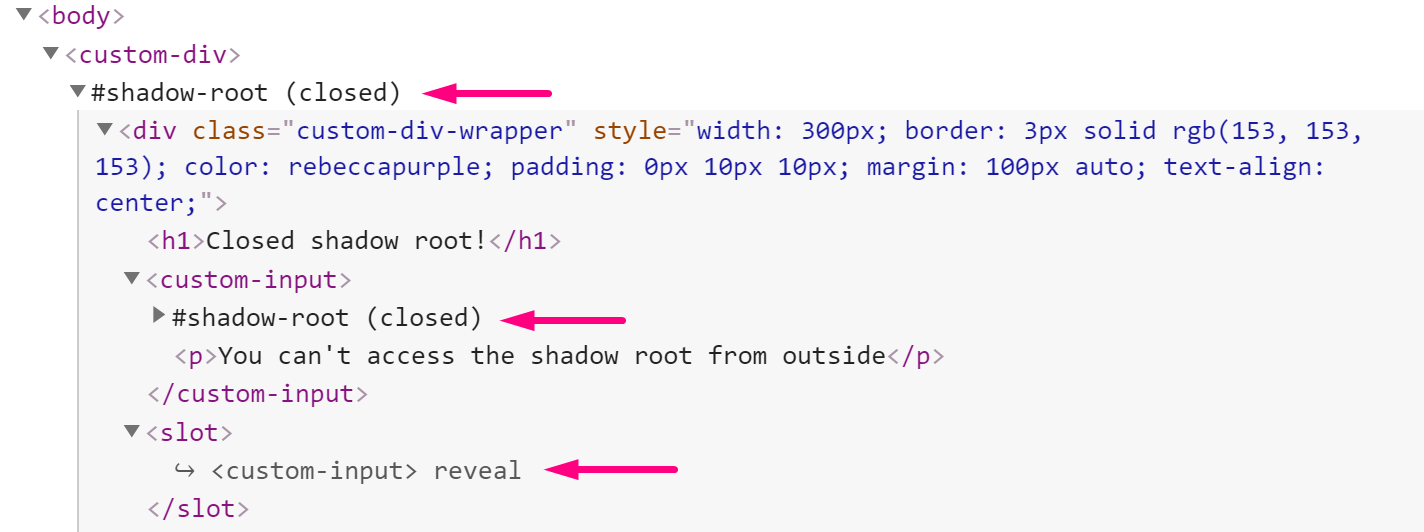 <body>
<custom-div>
#shadow-root (closed)
<div class="custom-div-wrapper" style="width: 300px; border: 3px solid rgb(153, 153,
153); color: rebeccapurple; padding: 0px 10px 10px; margin: 100px auto; text-align:
center;">
<h1>Closed shadow root!</h1>
<custom-input>
#shadow-root (closed)
<p>You can't access the shadow root from outside</p>
</custom-input>
<slot>
↪ <custom-input> reveal
</slot>